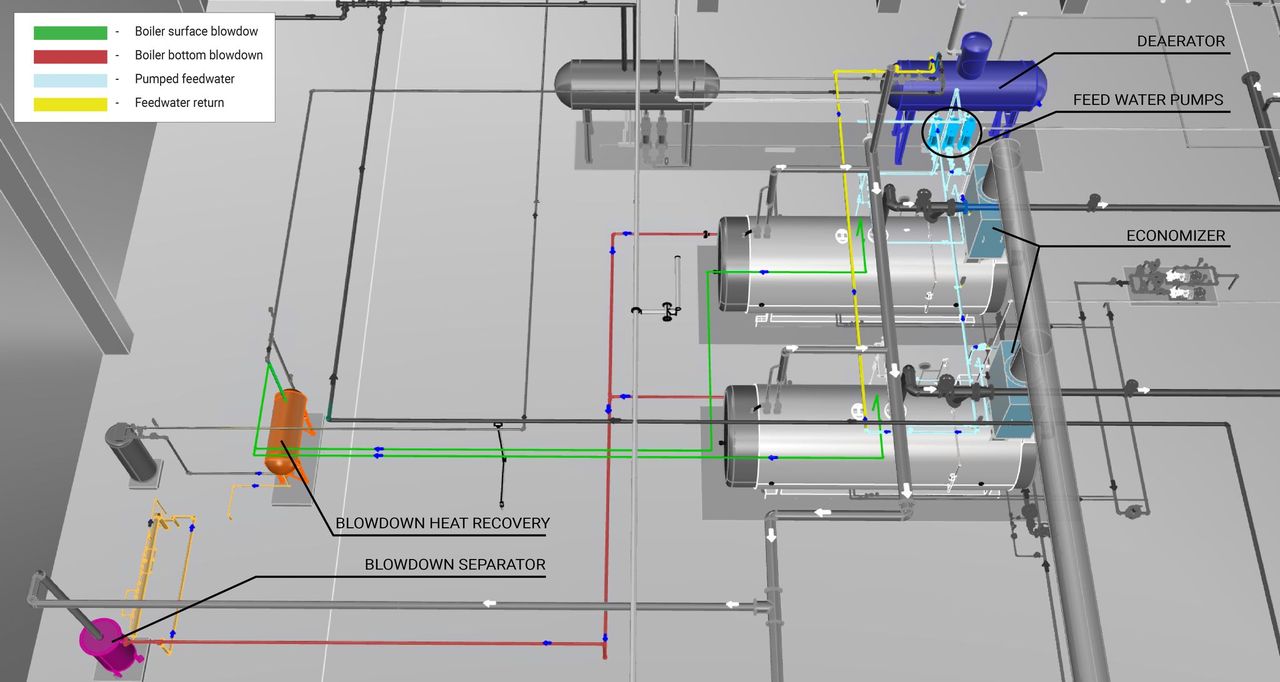 - Boiler surface blowdow
- Boiler bottom blowdown
- Pumped feedwater
- Feedwater return
DEAERATOR
FEED WATER PUMPS
ECONOMIZER
BLOWDOWN HEAT RECOVERY
BLOWDOWN SEPARATOR